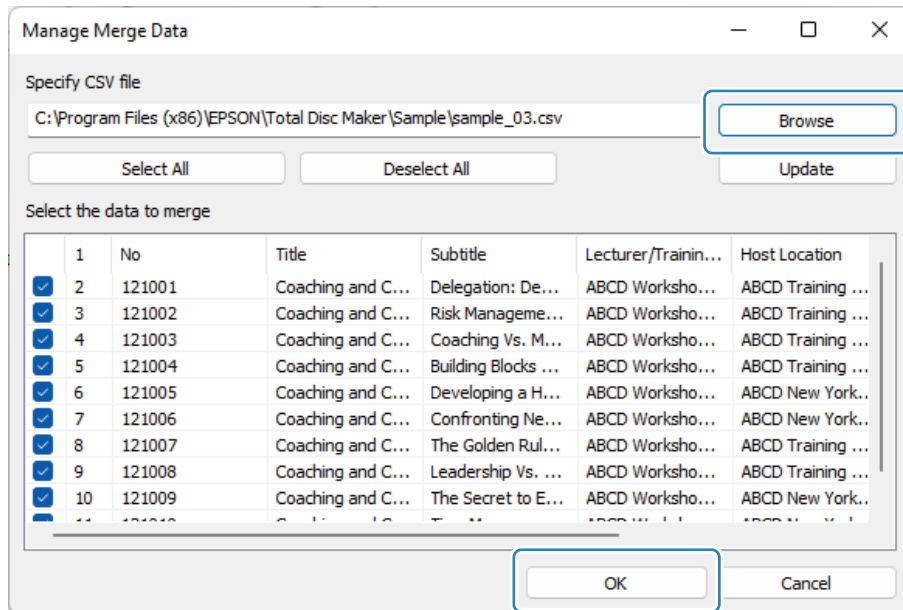 Manage Merge Data
Specify CSV file
C:\Program Files (x86)\EPSON\Total Disc Maker\Sample\sample_03.csv Browse
Select All Deselect All Update
Select the data to merge
1 No Title Subtitle Lecturer/Trainin... Host Location
2 121001 Coaching and C... Delegation: De... ABCD Worksho... ABCD Training ...
3 121002 Coaching and C... Risk Manageme... ABCD Worksho... ABCD Training ...
4 121003 Coaching and C... Coaching Vs. M... ABCD Worksho... ABCD Training ...
5 121004 Coaching and C... Building Blocks ... ABCD Worksho... ABCD Training ...
6 121005 Coaching and C... Developing a H... ABCD Worksho... ABCD New York..
7 121006 Coaching and C... Confronting Ne... ABCD Worksho... ABCD New York..
8 121007 Coaching and C... The Golden Rul... ABCD Worksho... ABCD Training ...
9 121008 Coaching and C... Leadership Vs. ... ABCD Worksho... ABCD Training ...
10 121009 Coaching and C... The Secret to E... ABCD Worksho... ABCD New York..
OK Cancel